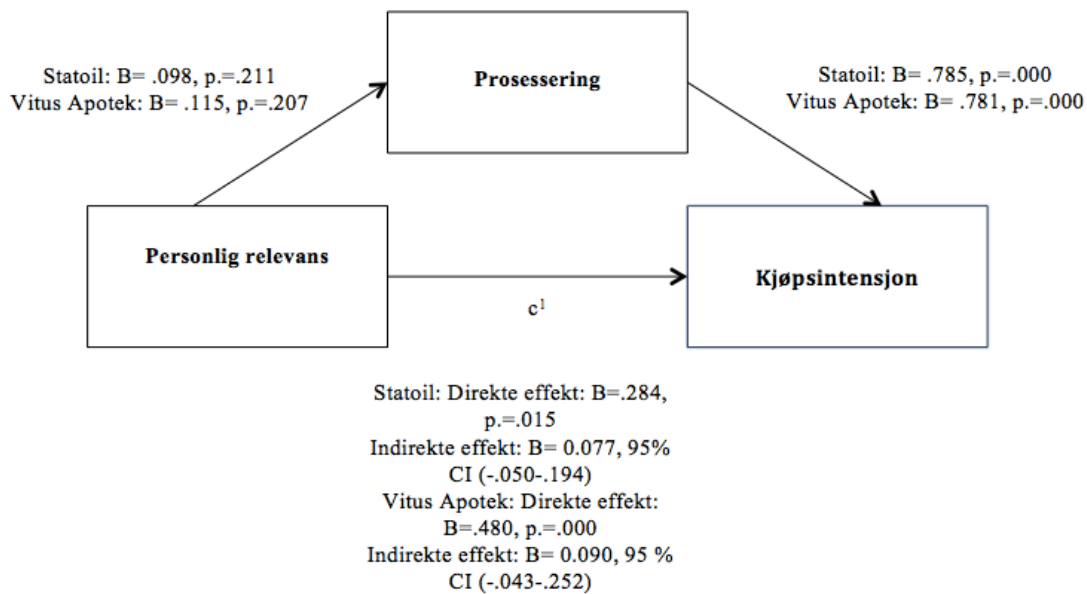 Statoil: B= .098, p.=.211
Vitus Apotek: B= .115, p.=.207
Prosessering
Statoil: B= .785, p.=.000
Vitus Apotek: B= .781, p.=.000
Personlig relevans
Kjøpsintensjon
c¹
Statoil: Direkte effekt: B=.284,
p.=.015
Indirekte effekt: B= 0.077, 95%
CI (-.050-.194)
Vitus Apotek: Direkte effekt:
B=.480, p.=.000
Indirekte effekt: B= 0.090, 95 %
CI (-.043-.252)